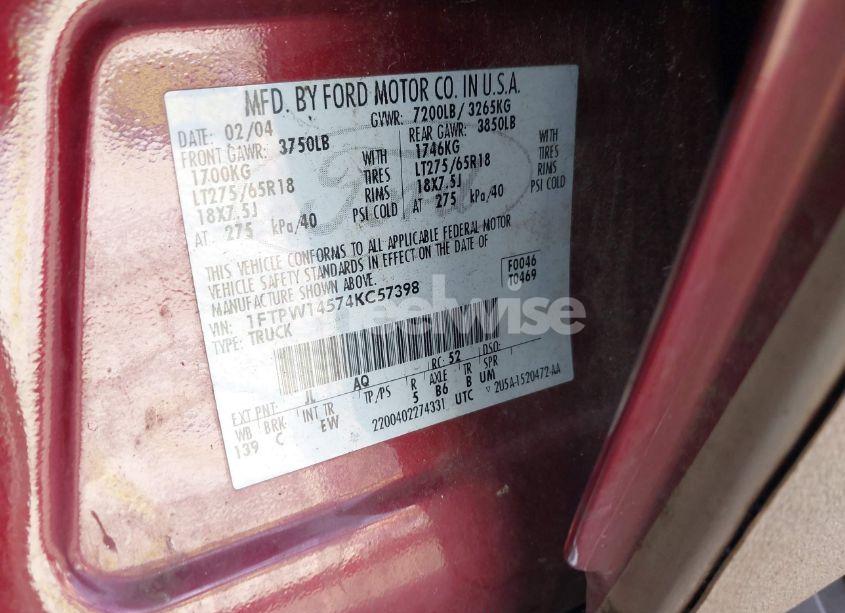 MFD. BY FORD MOTOR CO. IN U.S.A.
DATE: 02/04 GVWR: 7200LB/ 3265KG
FRONT GAWR: 3750LB REAR GAWR: 3850LB
1700KG WITH 1746KG WITH
LT275/65R18 TIRES LT275/65R18 TIRES
18X7.5J RIMS 18X7.5J RIMS
AT 275 kPa/40 PSI COLD AT 275 kPa/40 PSI COLD
Ford
THIS VEHICLE CONFORMS TO ALL APPLICABLE FEDERAL MOTOR
VEHICLE SAFETY STANDARDS IN EFFECT ON THE DATE OF
MANUFACTURE SHOWN ABOVE.
F0046
T0469
VIN: 1FTPW14574KC57398
TYPE: TRUCK
EXT PNT: JL AQ RC: 52 DSO:
WB BRK INT TR TP/PS R AXLE TR SPR
139 C EW 5 B6 B UM
2200402274331 UTC 2U5A-1520472-AA